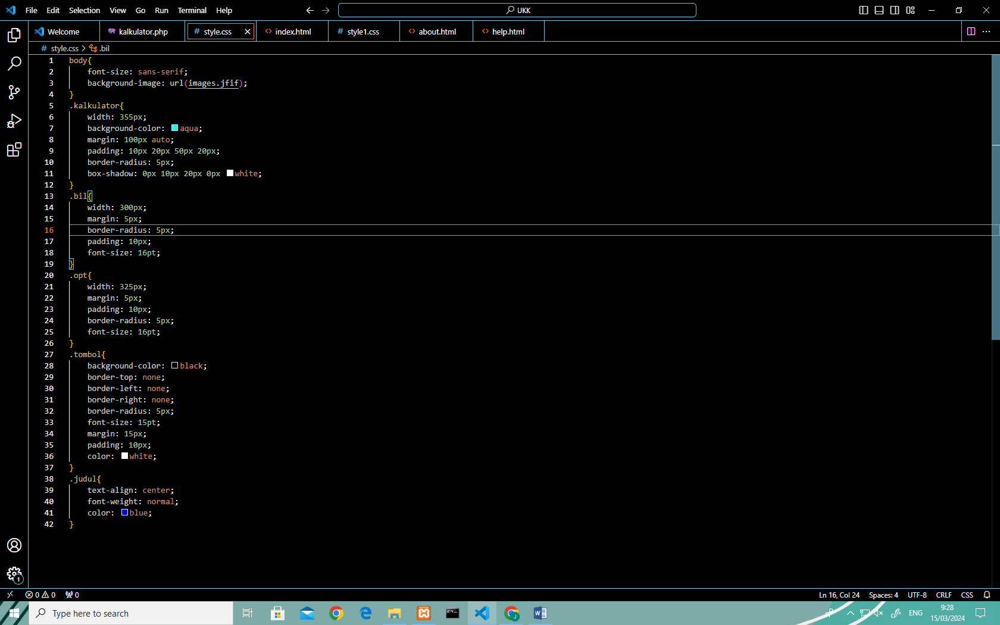 File Edit Selection View Go Run Terminal Help
UKK
Welcome kalkulator.php # style.css index.html # style1.css about.html help.html
# style.css > .bil
1 body{
2 font-size: sans-serif;
3 background-image: url(images.jfif);
4 }
5 .kalkulator{
6 width: 355px;
7 background-color: aqua;
8 margin: 100px auto;
9 padding: 10px 20px 50px 20px;
10 border-radius: 5px;
11 box-shadow: 0px 10px 20px 0px white;
12 }
13 .bil{
14 width: 300px;
15 margin: 5px;
16 border-radius: 5px;
17 padding: 10px;
18 font-size: 16pt;
19 }
20 .opt{
21 width: 325px;
22 margin: 5px;
23 padding: 10px;
24 border-radius: 5px;
25 font-size: 16pt;
26 }
27 .tombol{
28 background-color: black;
29 border-top: none;
30 border-left: none;
31 border-right: none;
32 border-radius: 5px;
33 font-size: 15pt;
34 margin: 15px;
35 padding: 10px;
36 color: white;
37 }
38 .judul{
39 text-align: center;
40 font-weight: normal;
41 color: blue;
42 }
1
0 0 0 Ln 16, Col 24 Spaces: 4 UTF-8 CRLF CSS
Type here to search ENG 9:28
15/03/2024